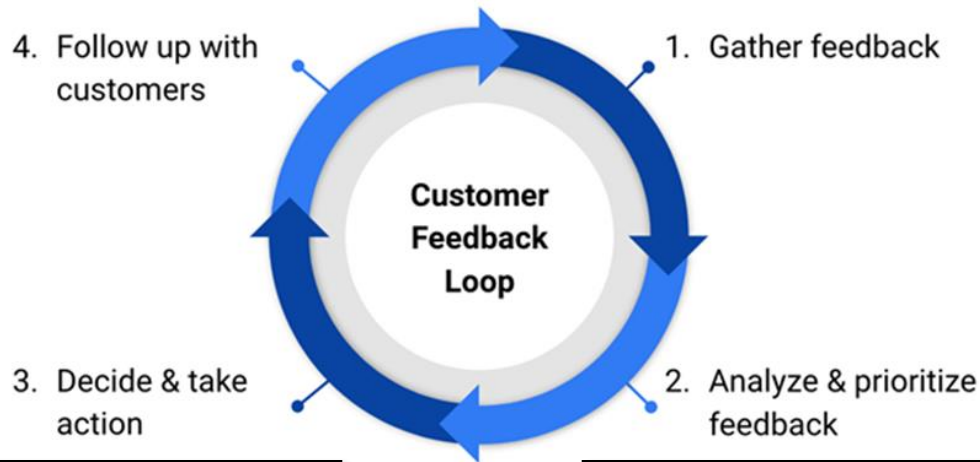 Customer
Feedback
Loop
1. Gather feedback
2. Analyze & prioritize
feedback
3. Decide & take
action
4. Follow up with
customers